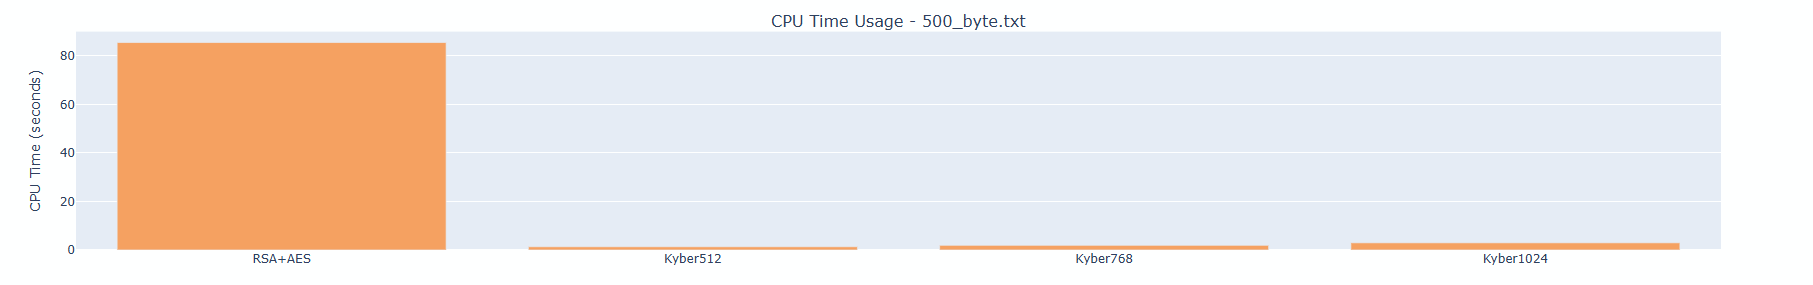 CPU Time Usage - 500_byte.txt
CPU Time (seconds)
80
60
40
20
0
RSA+AES
Kyber512
Kyber768
Kyber1024